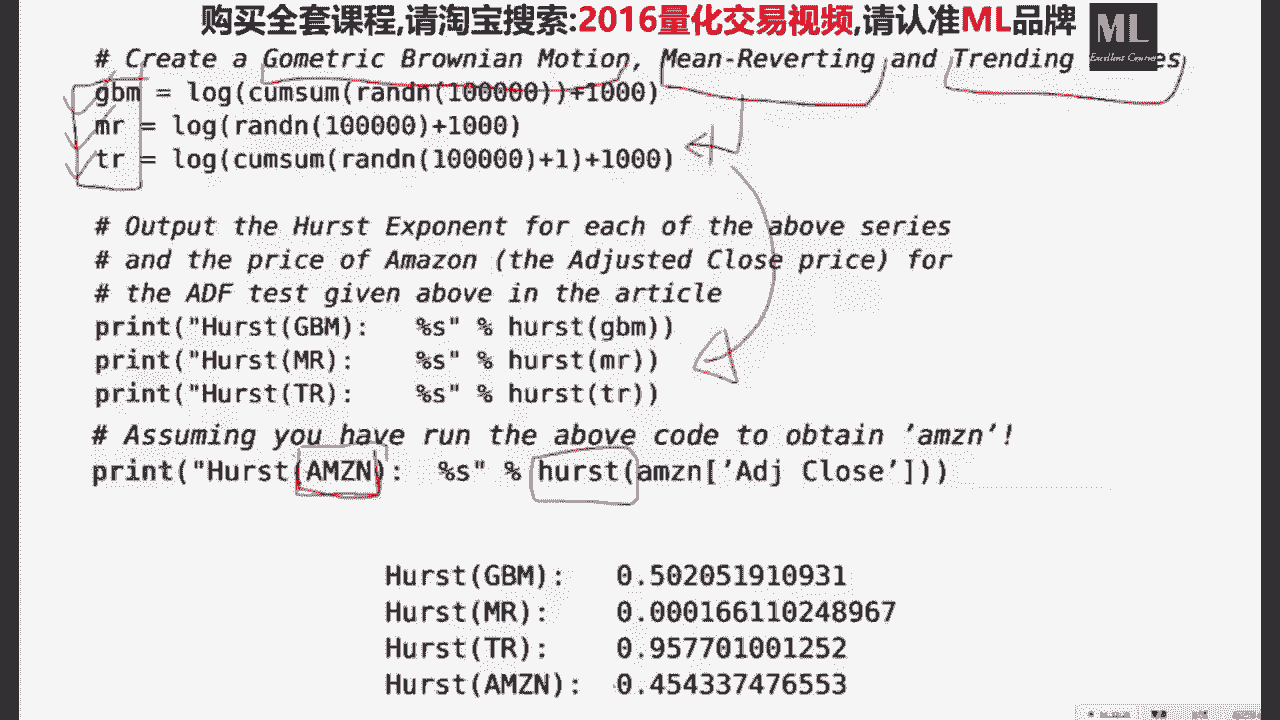 购买全套课程,请淘宝搜索:2016量化交易视频,请认准ML品牌
ML
Excellent Course
# Create a Gometric Brownian Motion, Mean-Reverting and Trending
gbm = log(cumsum(randn(100000))+1000)
mr = log(randn(100000)+1000)
tr = log(cumsum(randn(100000)+1)+1000)
# Output the Hurst Exponent for each of the above series
# and the price of Amazon (the Adjusted Close price) for
# the ADF test given above in the article
print("Hurst(GBM):   %s" % hurst(gbm))
print("Hurst(MR):    %s" % hurst(mr))
print("Hurst(TR):    %s" % hurst(tr))
# Assuming you have run the above code to obtain ’amzn’!
print("Hurst(AMZN):  %s" % hurst(amzn[’Adj Close’]))
Hurst(GBM):   0.502051910931
Hurst(MR):    0.000166110248967
Hurst(TR):    0.957701001252
Hurst(AMZN):  0.454337476553